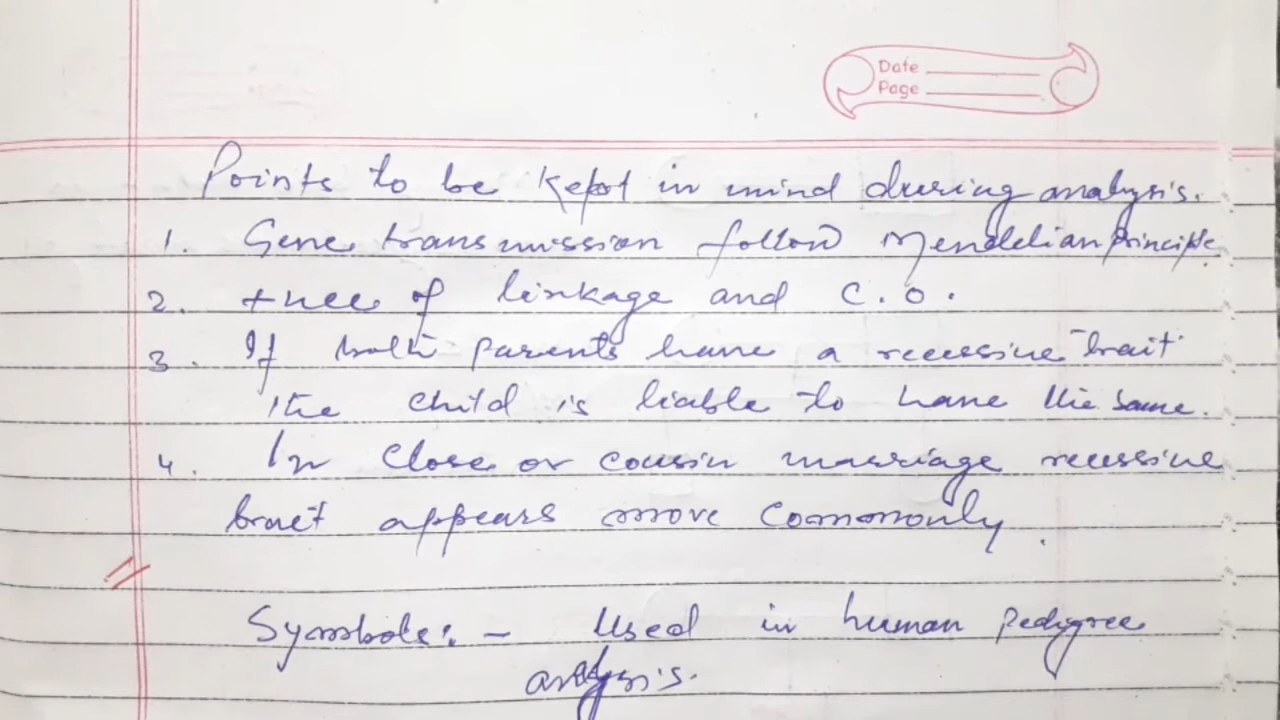 Date
Page
Points to be kept in mind during analysis.
1. Gene transmission follow Mendelian principle.
2. free of linkage and C.O.
3. If both parents have a recessive trait
the child is liable to have the same.
4. In close or cousin marriage recessive
trait appears more commonly.
Symbols:- Used in human pedigree
analysis.